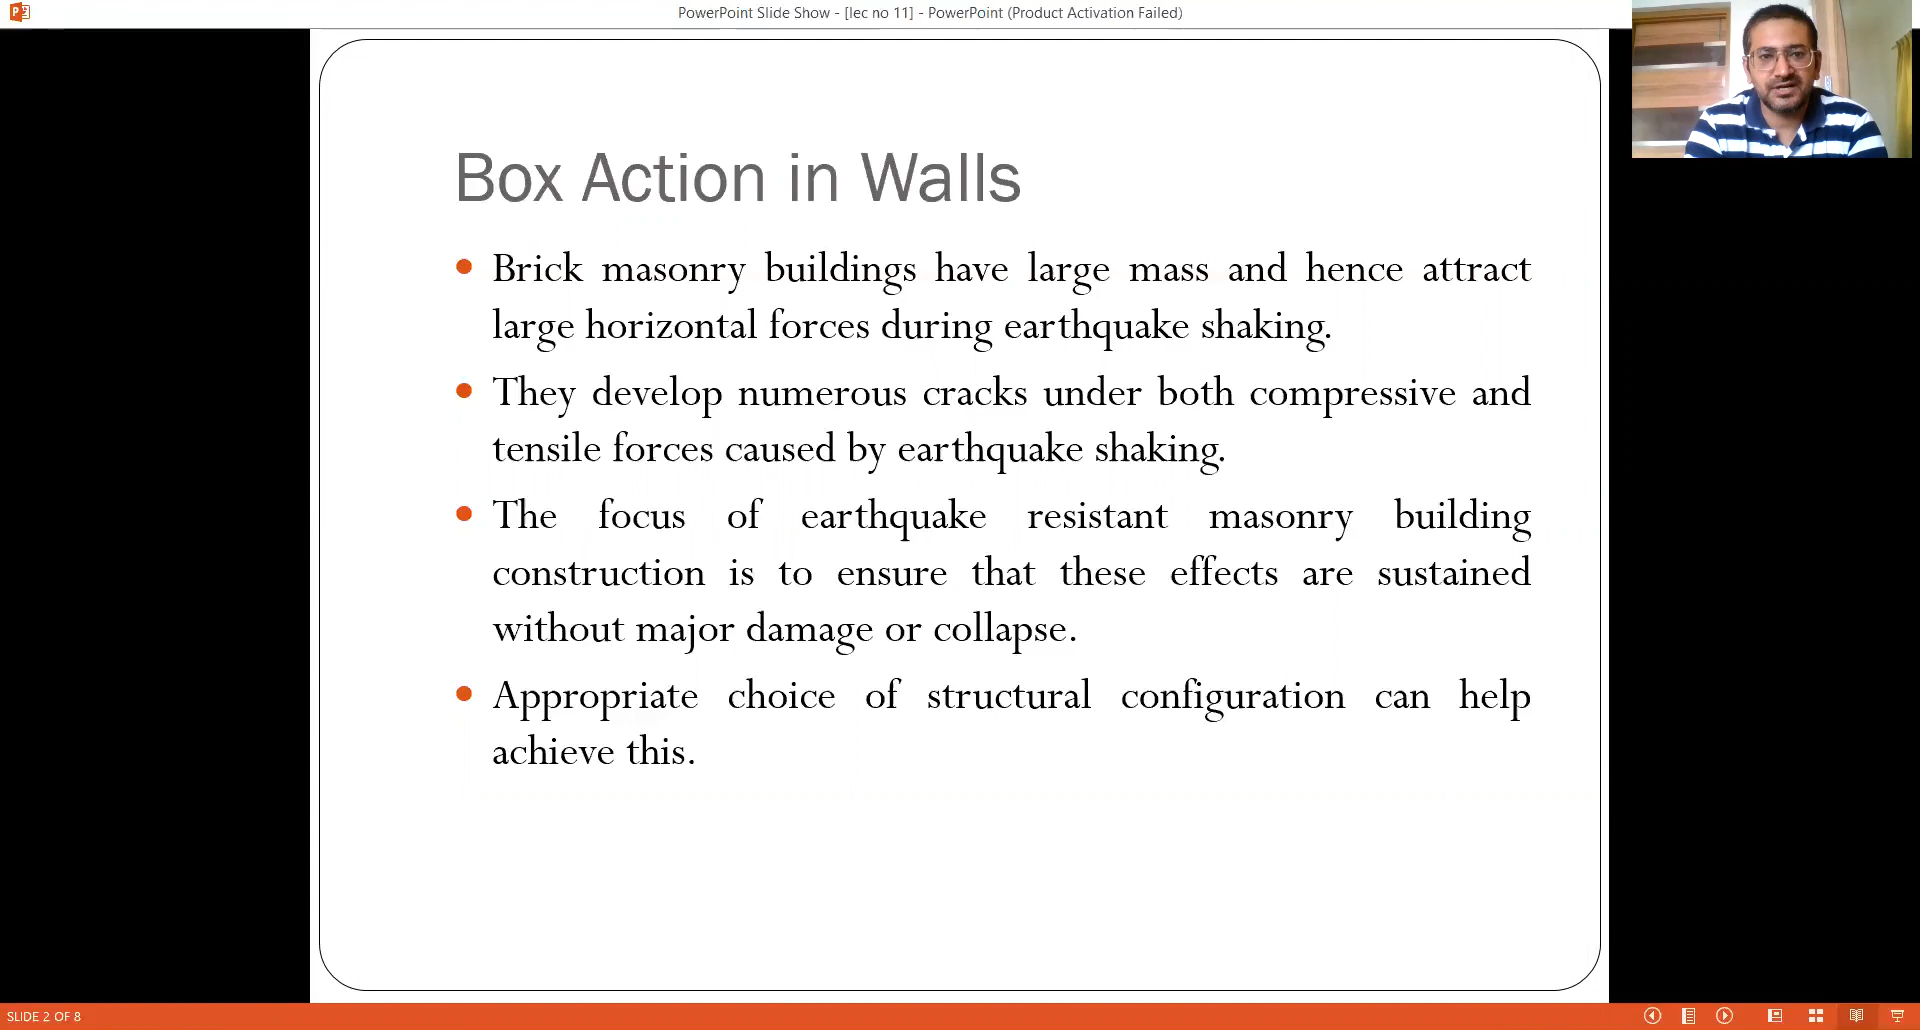 PowerPoint Slide Show - [lec no 11] - PowerPoint (Product Activation Failed)
Box Action in Walls
• Brick masonry buildings have large mass and hence attract
large horizontal forces during earthquake shaking.
• They develop numerous cracks under both compressive and
tensile forces caused by earthquake shaking.
• The focus of earthquake resistant masonry building
construction is to ensure that these effects are sustained
without major damage or collapse.
• Appropriate choice of structural configuration can help
achieve this.
SLIDE 2 OF 8